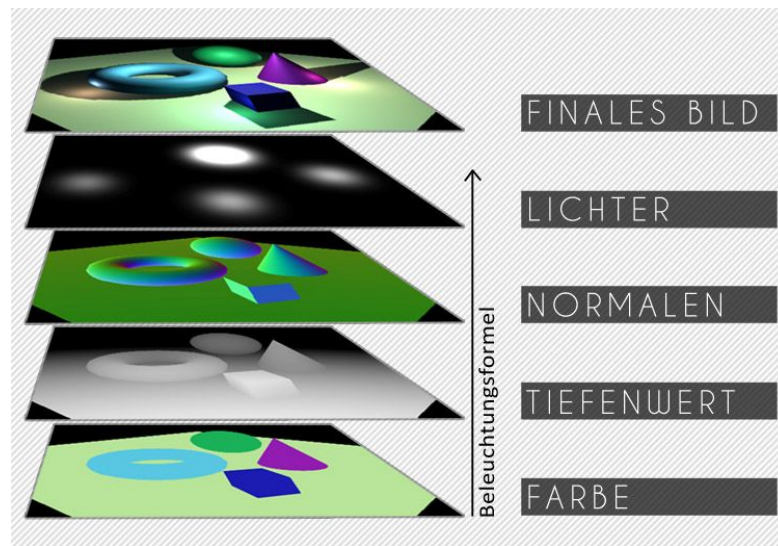 FINALES BILD
LICHTER
NORMALEN
TIEFENWERT
FARBE
Beleuchtungsformel